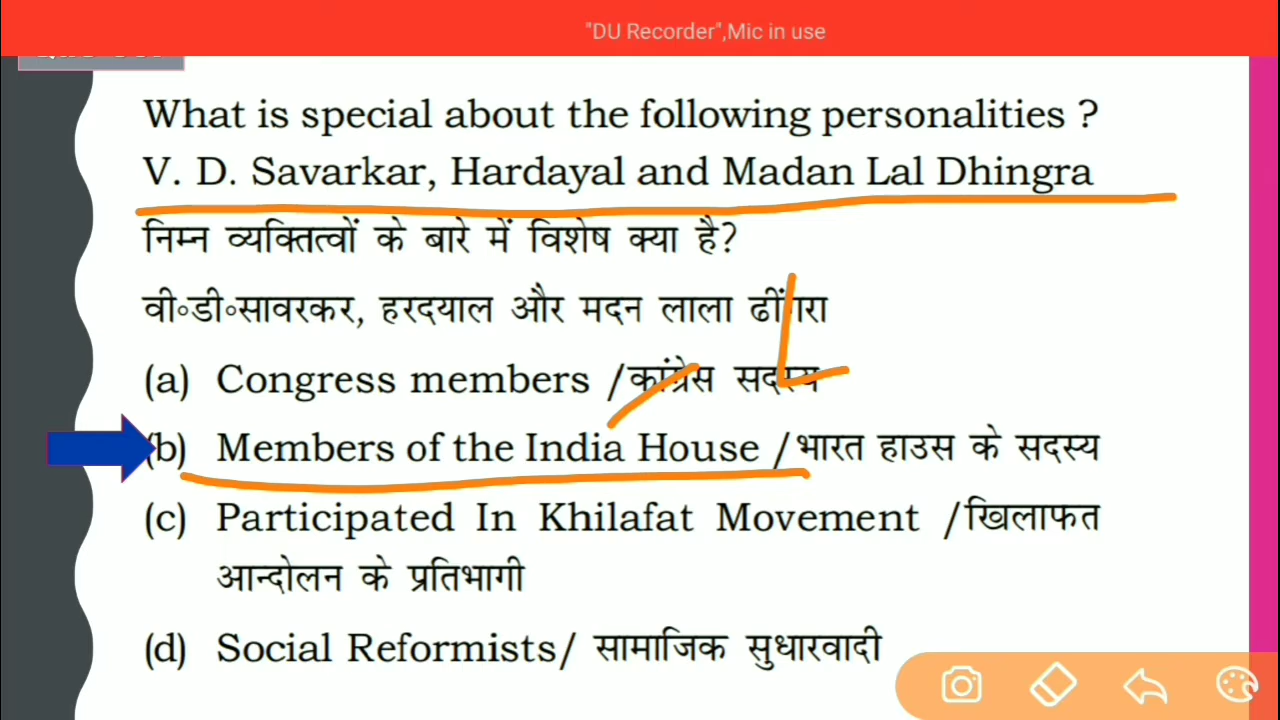 "DU Recorder",Mic in use
What is special about the following personalities ?
V. D. Savarkar, Hardayal and Madan Lal Dhingra
निम्न व्यक्तित्वों के बारे में विशेष क्या है?
वी॰डी॰सावरकर, हरदयाल और मदन लाला ढींगरा
(a) Congress members /कांग्रेस सदस्य
(b) Members of the India House /भारत हाउस के सदस्य
(c) Participated In Khilafat Movement /खिलाफत
आन्दोलन के प्रतिभागी
(d) Social Reformists/ सामाजिक सुधारवादी